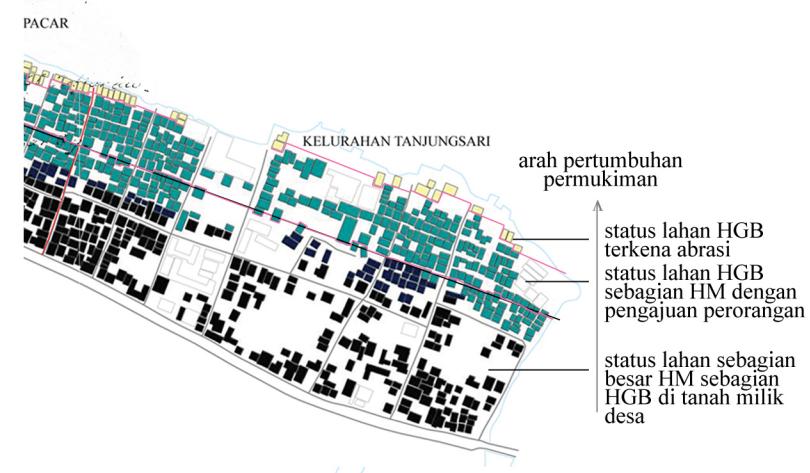 PACAR
KELURAHAN TANJUNGSARI
arah pertumbuhan
permukiman
status lahan HGB
terkena abrasi
status lahan HGB
sebagian HM dengan
pengajuan perorangan
status lahan sebagian
besar HM sebagian
HGB di tanah milik
desa